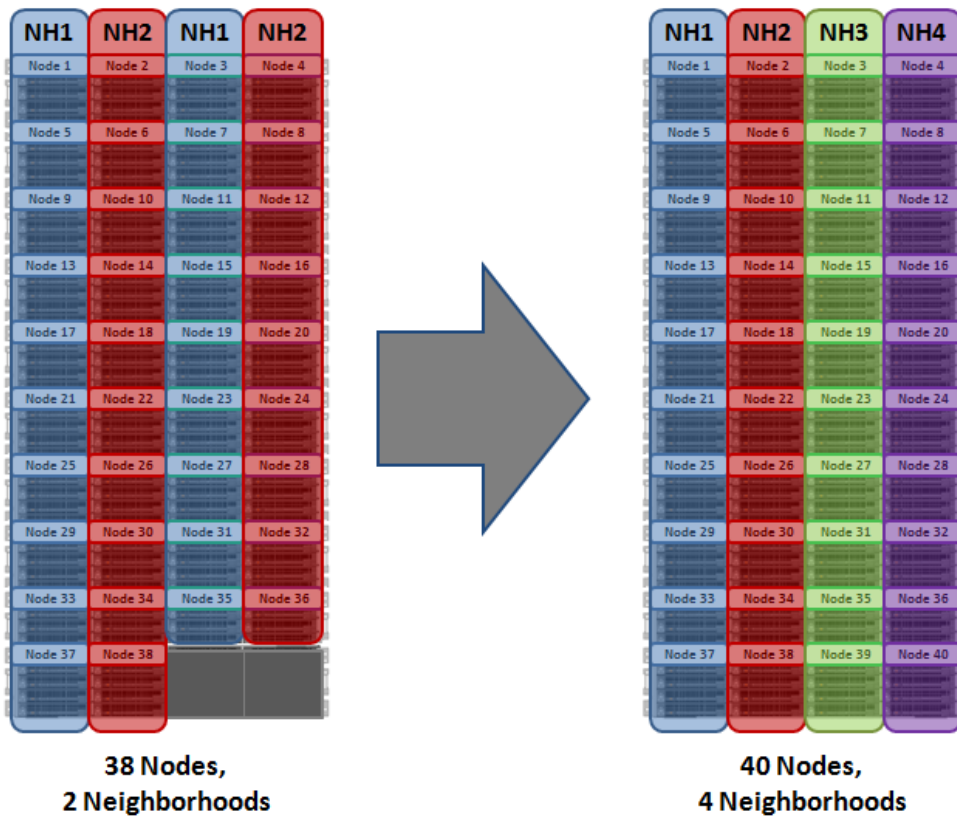 NH1 NH2 NH1 NH2
Node 1 Node 2 Node 3 Node 4
Node 5 Node 6 Node 7 Node 8
Node 9 Node 10 Node 11 Node 12
Node 13 Node 14 Node 15 Node 16
Node 17 Node 18 Node 19 Node 20
Node 21 Node 22 Node 23 Node 24
Node 25 Node 26 Node 27 Node 28
Node 29 Node 30 Node 31 Node 32
Node 33 Node 34 Node 35 Node 36
Node 37 Node 38
38 Nodes,
2 Neighborhoods
NH1 NH2 NH3 NH4
Node 1 Node 2 Node 3 Node 4
Node 5 Node 6 Node 7 Node 8
Node 9 Node 10 Node 11 Node 12
Node 13 Node 14 Node 15 Node 16
Node 17 Node 18 Node 19 Node 20
Node 21 Node 22 Node 23 Node 24
Node 25 Node 26 Node 27 Node 28
Node 29 Node 30 Node 31 Node 32
Node 33 Node 34 Node 35 Node 36
Node 37 Node 38 Node 39 Node 40
40 Nodes,
4 Neighborhoods